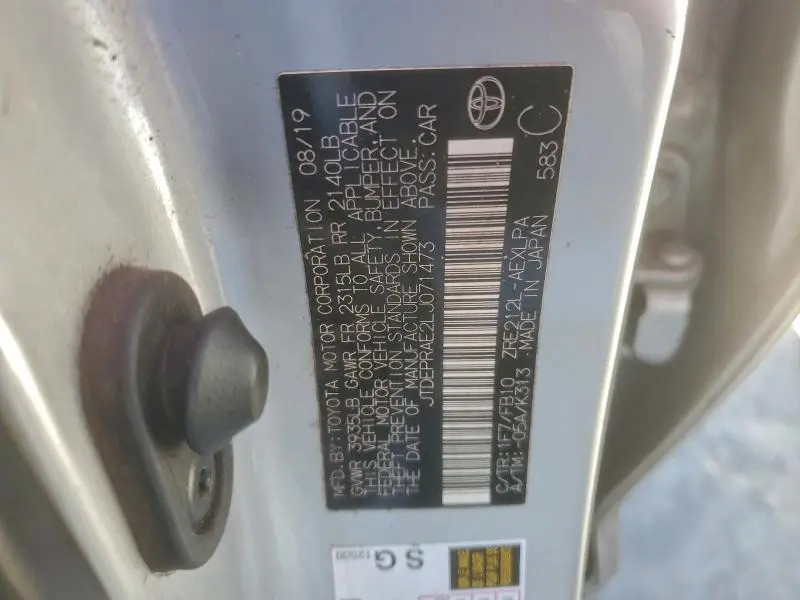 MFD.BY:TOYOTA MOTOR CORPORATION 08/19
GVWR 3935LB GAWR FR 2315LB RR 2140LB
THIS VEHICLE CONFORMS TO ALL APPLICABLE
FEDERAL MOTOR VEHICLE SAFETY, BUMPER, AND
THEFT PREVENTION STANDARDS IN EFFECT ON
THE DATE OF MANUFACTURE SHOWN ABOVE.
JTDEPRAE2LJ071473 PASS. CAR
C/TR:1F7/FB10 ZRE212L-AEXLPA 583 C
A/TM:-05A/K313 MADE IN JAPAN
SG
12500